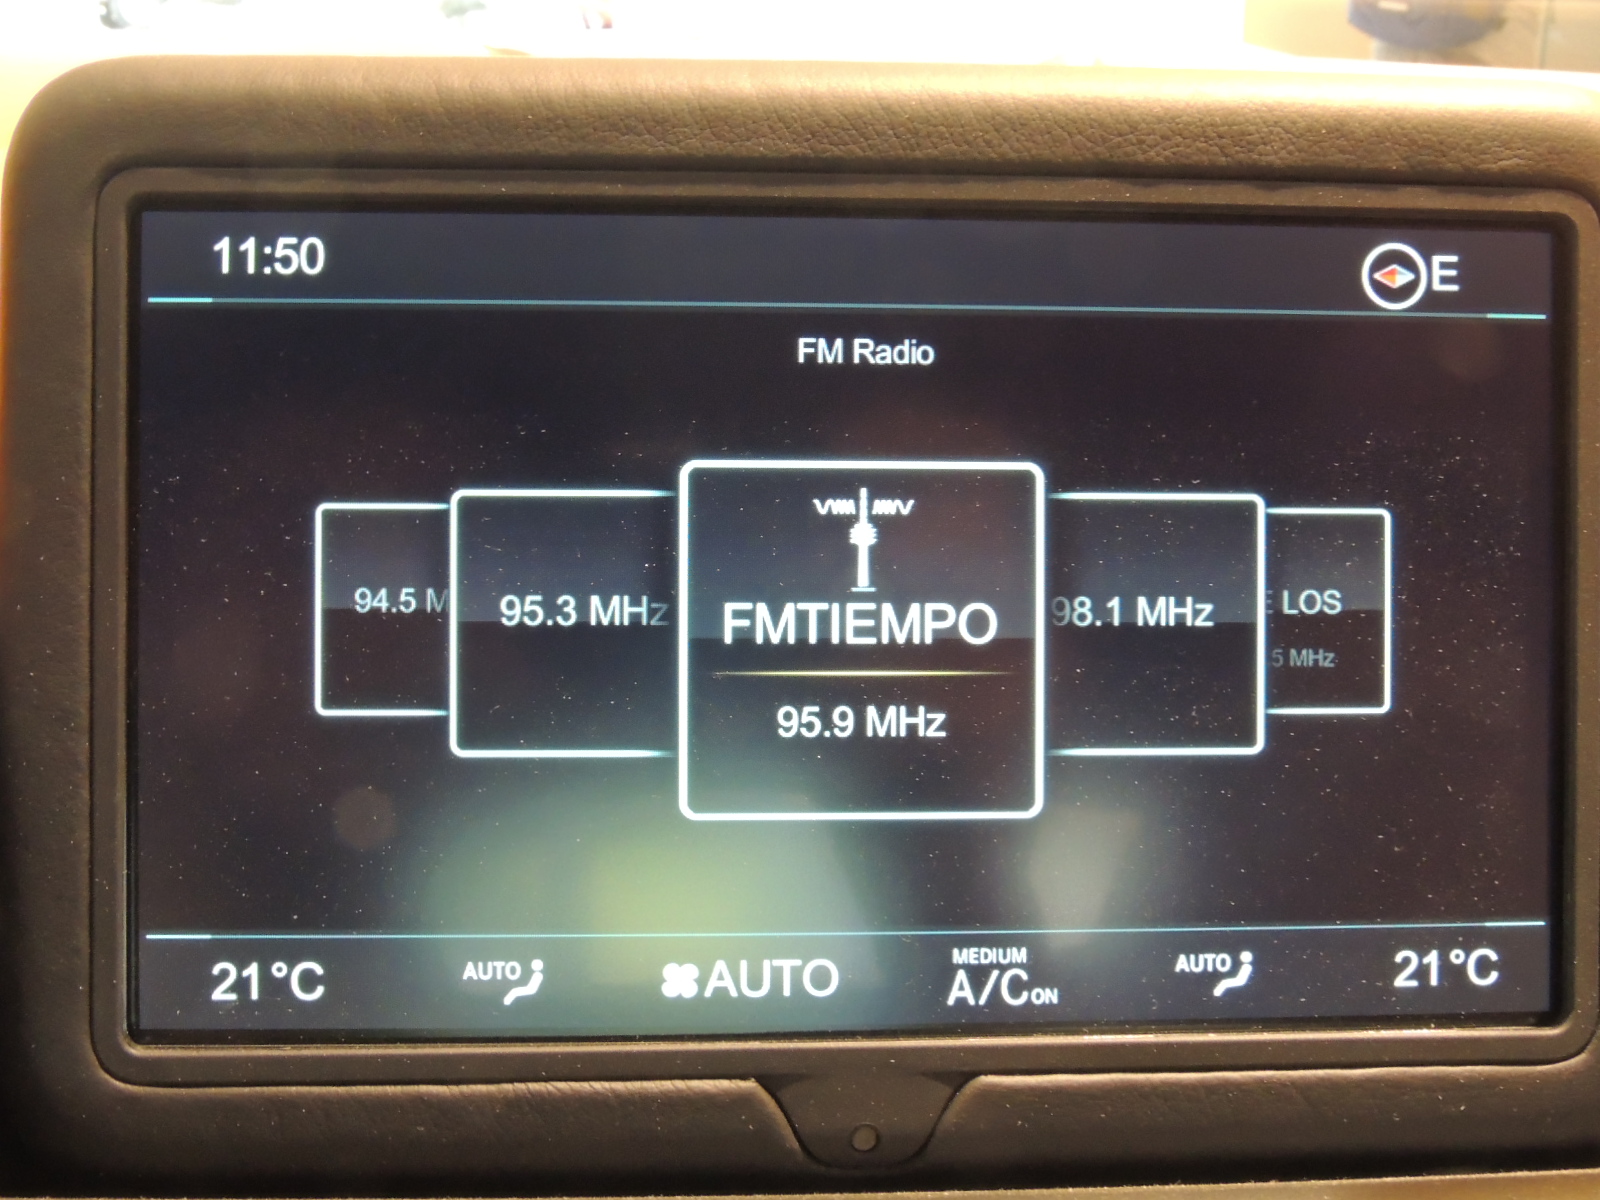 11:50
E
FM Radio
94.5 M
95.3 MHz
FMTIEMPO
95.9 MHz
98.1 MHz
E LOS
.5 MHz
21°C
AUTO
AUTO
MEDIUM
A/C ON
AUTO
21°C